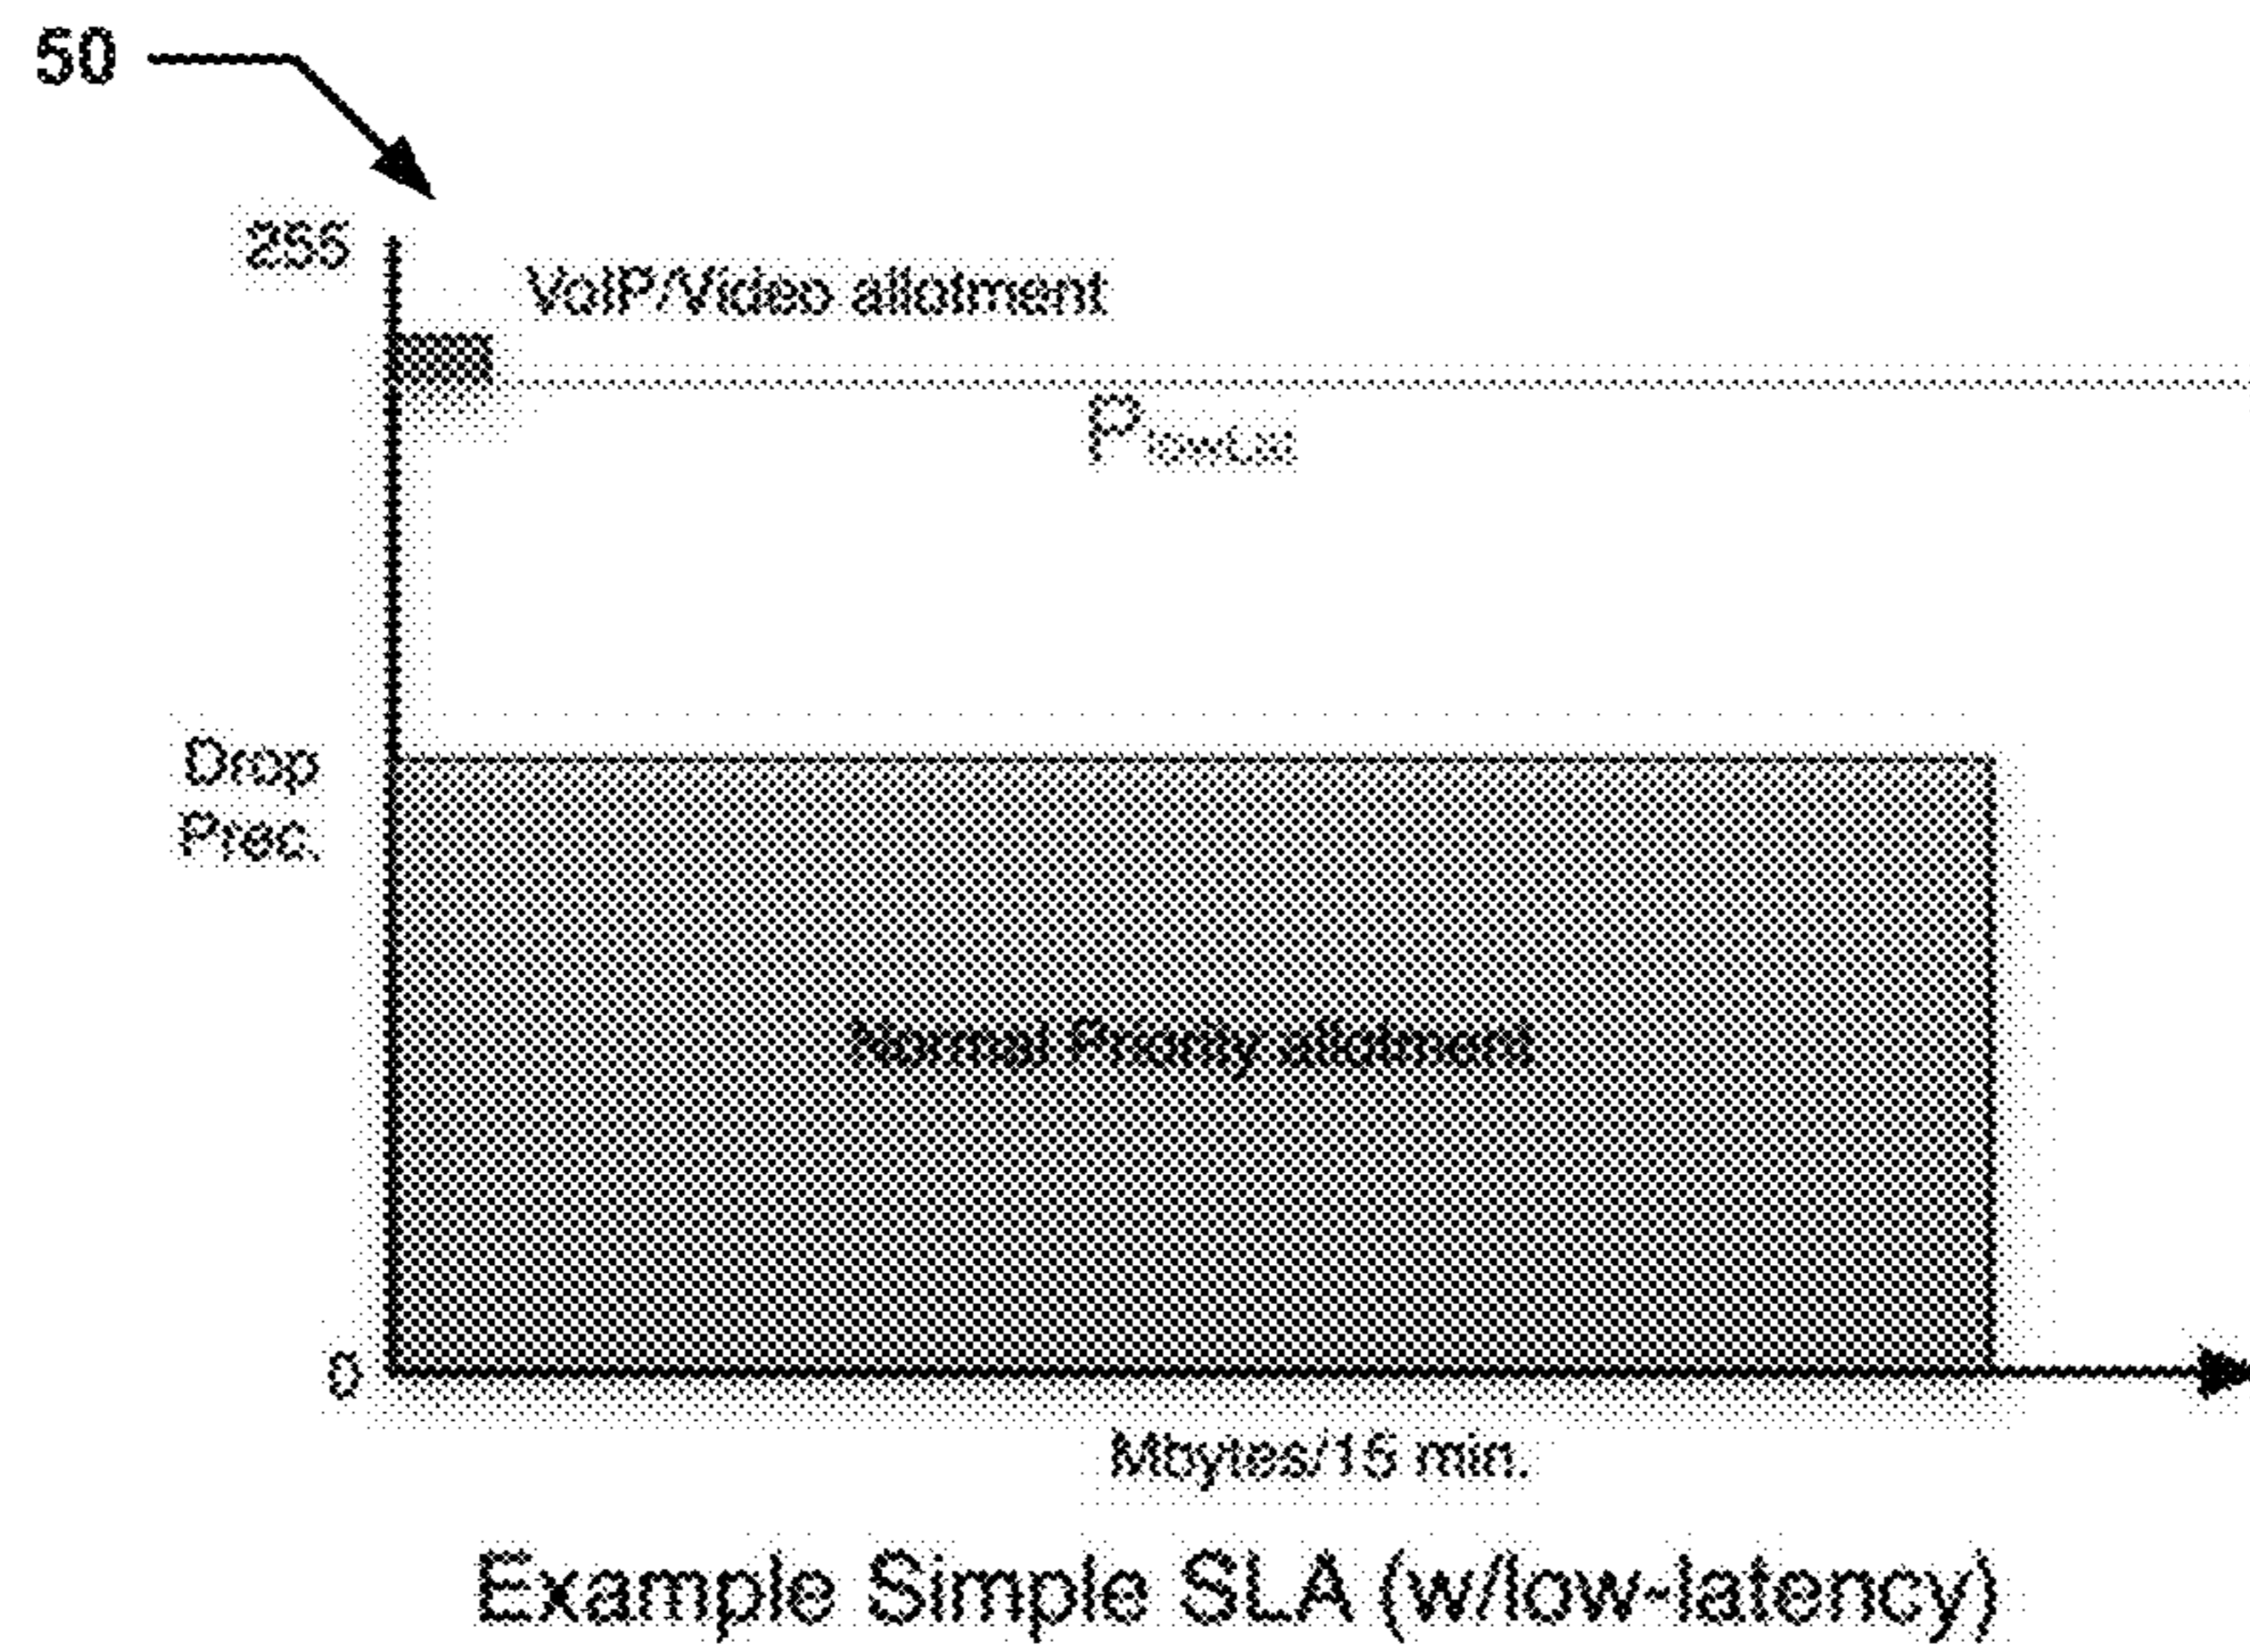 50
255
VoIP/Video allotment
PlowLat
Drop
Prec.
Normal Priority allotment
0
Mbytes/15 min.
Example Simple SLA (w/low-latency)